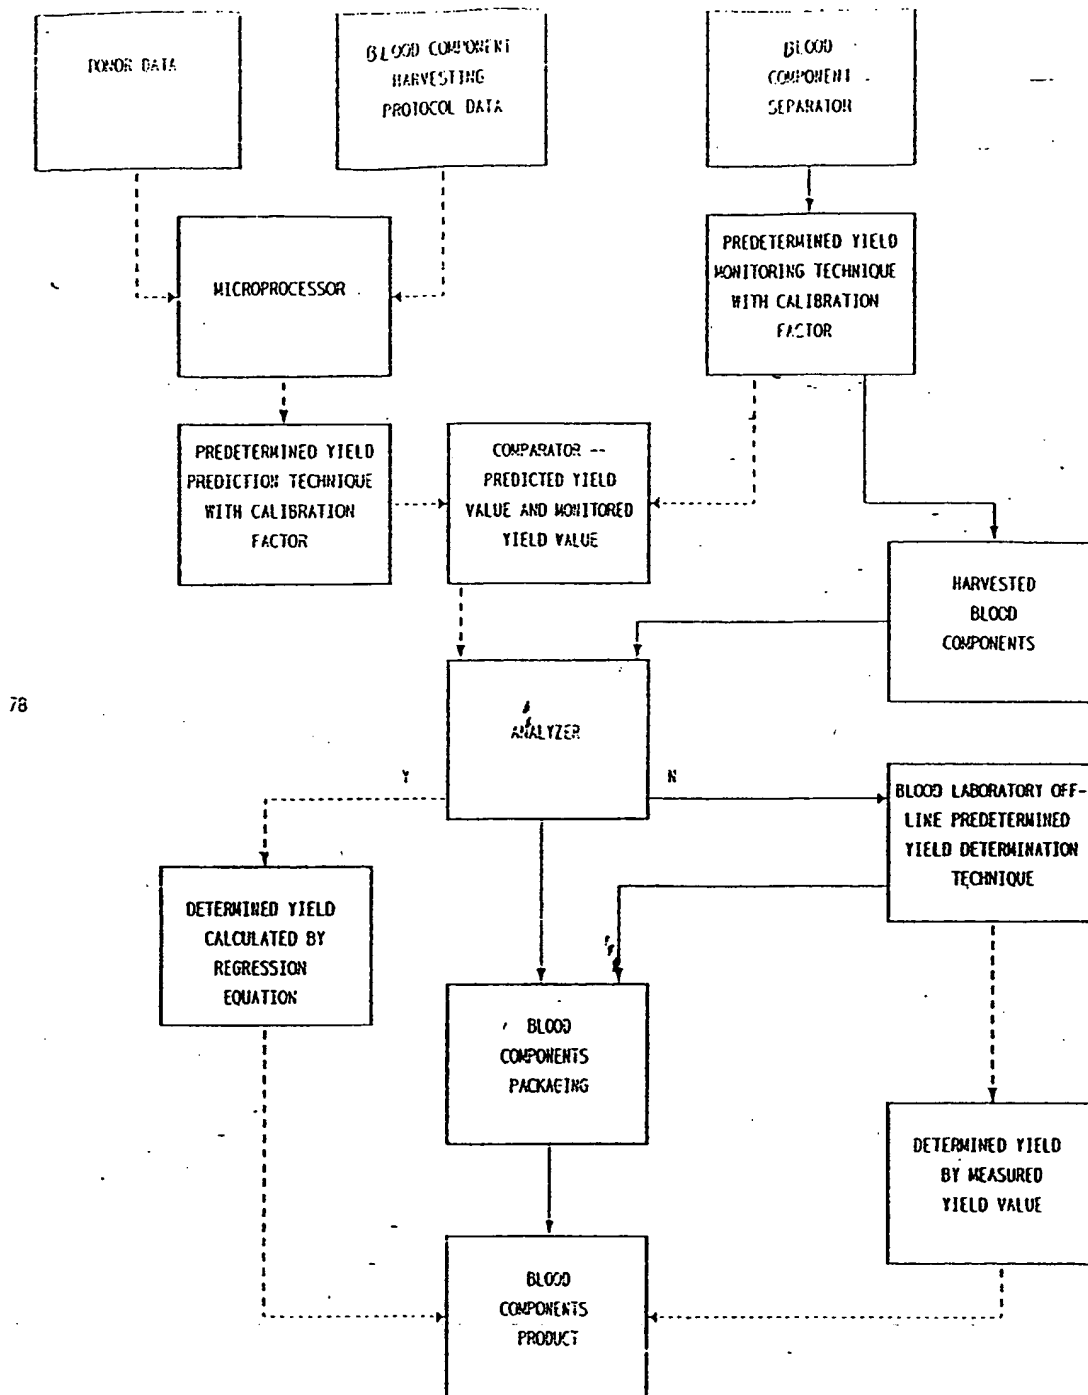 DONOR DATA
BLOOD COMPONENT
HARVESTING
PROTOCOL DATA
BLOOD
COMPONENT
SEPARATOR
MICROPROCESSOR
PREDETERMINED YIELD
MONITORING TECHNIQUE
WITH CALIBRATION
FACTOR
PREDETERMINED YIELD
PREDICTION TECHNIQUE
WITH CALIBRATION
FACTOR
COMPARATOR --
PREDICTED YIELD
VALUE AND MONITORED
YIELD VALUE
HARVESTED
BLOOD
COMPONENTS
78
ANALYZER
Y
N
BLOOD LABORATORY OFF-
LINE PREDETERMINED
YIELD DETERMINATION
TECHNIQUE
DETERMINED YIELD
CALCULATED BY
REGRESSION
EQUATION
BLOOD
COMPONENTS
PACKAGING
DETERMINED YIELD
BY MEASURED
YIELD VALUE
BLOOD
COMPONENTS
PRODUCT